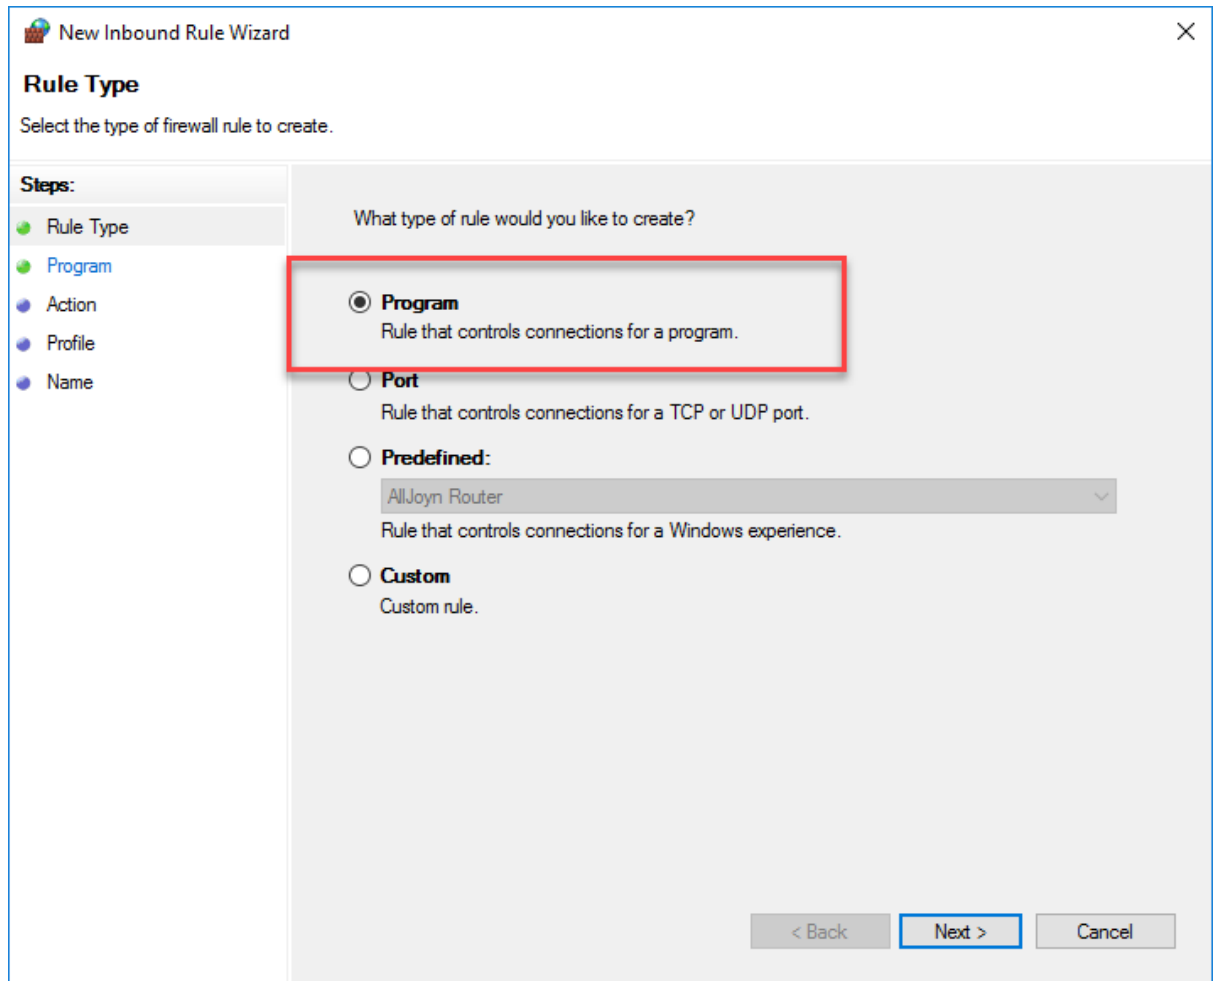 New Inbound Rule Wizard
Rule Type
Select the type of firewall rule to create.
Steps:
Rule Type
Program
Action
Profile
Name
What type of rule would you like to create?
Program
Rule that controls connections for a program.
Port
Rule that controls connections for a TCP or UDP port.
Predefined:
AllJoyn Router
Rule that controls connections for a Windows experience.
Custom
Custom rule.
< Back
Next >
Cancel